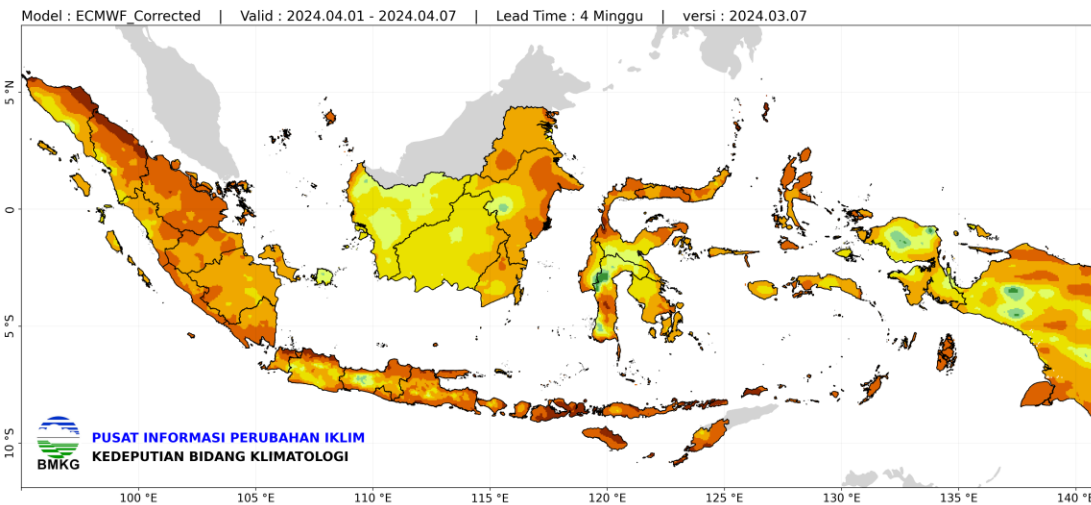 Model : ECMWF_Corrected | Valid : 2024.04.01 - 2024.04.07 | Lead Time : 4 Minggu | versi : 2024.03.07
5 °N
0
5 °S
10 °S
PUSAT INFORMASI PERUBAHAN IKLIM
KEDEPUTIAN BIDANG KLIMATOLOGI
BMKG
100 °E 105 °E 110 °E 115 °E 120 °E 125 °E 130 °E 135 °E 140 °E